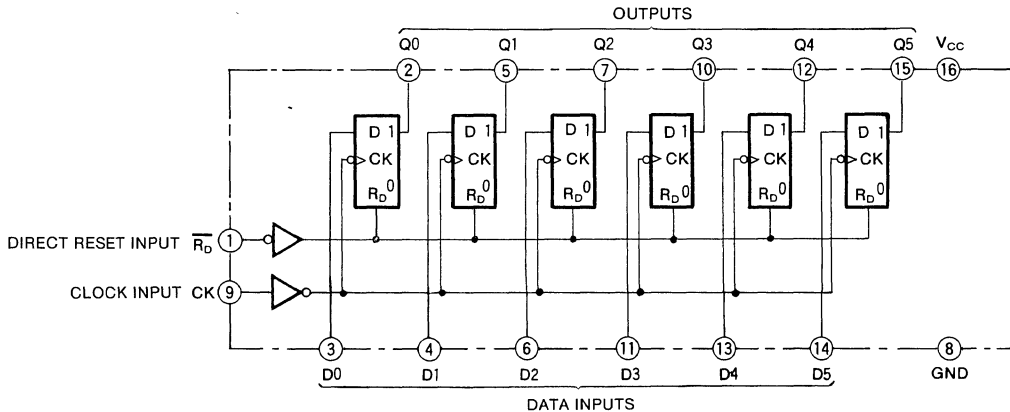 OUTPUTS
Q0 Q1 Q2 Q3 Q4 Q5 VCC
2 5 7 10 12 15 16
D 1 D 1 D 1 D 1 D 1 D 1
CK CK CK CK CK CK
RD 0 RD 0 RD 0 RD 0 RD 0 RD 0
DIRECT RESET INPUT R̅D̅ 1
CLOCK INPUT CK 9
3 4 6 11 13 14 8
D0 D1 D2 D3 D4 D5 GND
DATA INPUTS